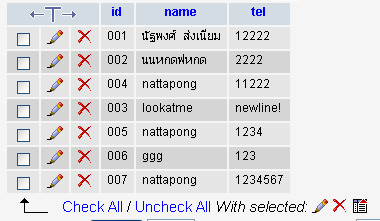 id name tel
001 นัฐพงศ์ ส่งเนียม 12222
002 นนหกดฟหกด 2222
004 nattapong 11222
003 lookatme newline!
005 nattapong 1234
006 ggg 123
007 nattapong 1234567
Check All / Uncheck All With selected: